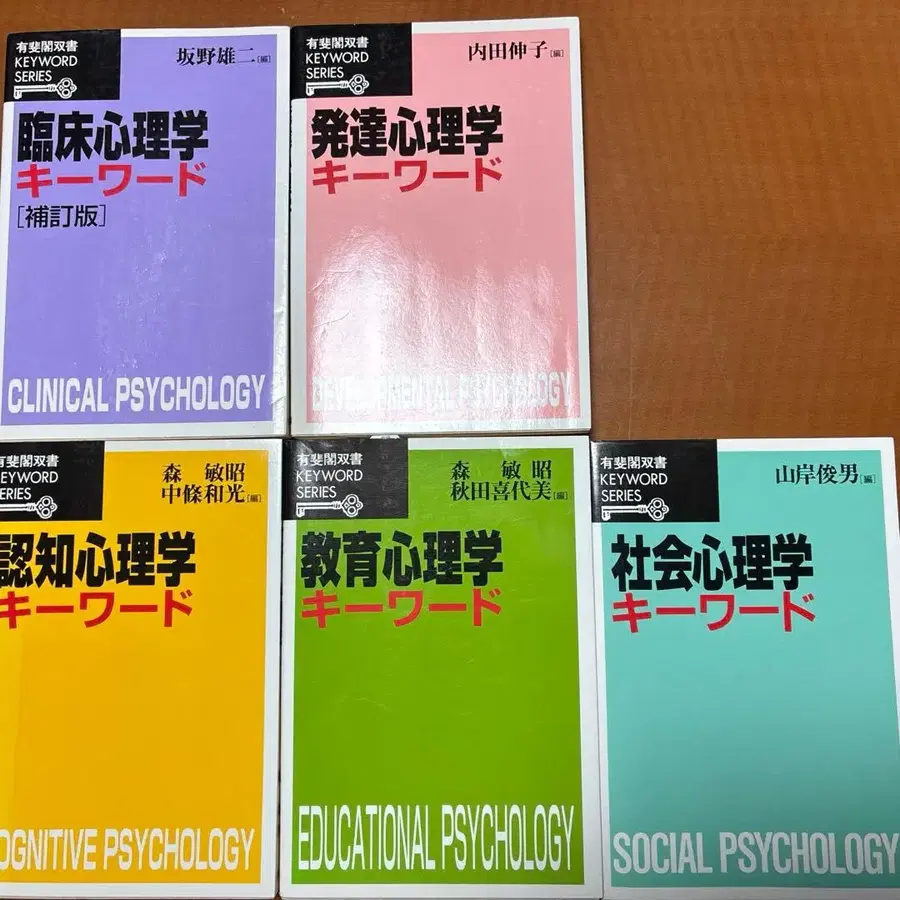 有斐閣双書
KEYWORD
SERIES
坂野雄二[編]
臨床心理学
キーワード
[補訂版]
CLINICAL PSYCHOLOGY
有斐閣双書
KEYWORD
SERIES
内田伸子[編]
発達心理学
キーワード
DEVELOPMENTAL PSYCHOLOGY
有斐閣双書
KEYWORD
SERIES
森 敏昭
中條和光[編]
認知心理学
キーワード
OGNITIVE PSYCHOLOGY
有斐閣双書
KEYWORD
SERIES
森 敏昭
秋田喜代美[編]
教育心理学
キーワード
EDUCATIONAL PSYCHOLOGY
有斐閣双書
KEYWORD
SERIES
山岸俊男[編]
社会心理学
キーワード
SOCIAL PSYCHOLOGY